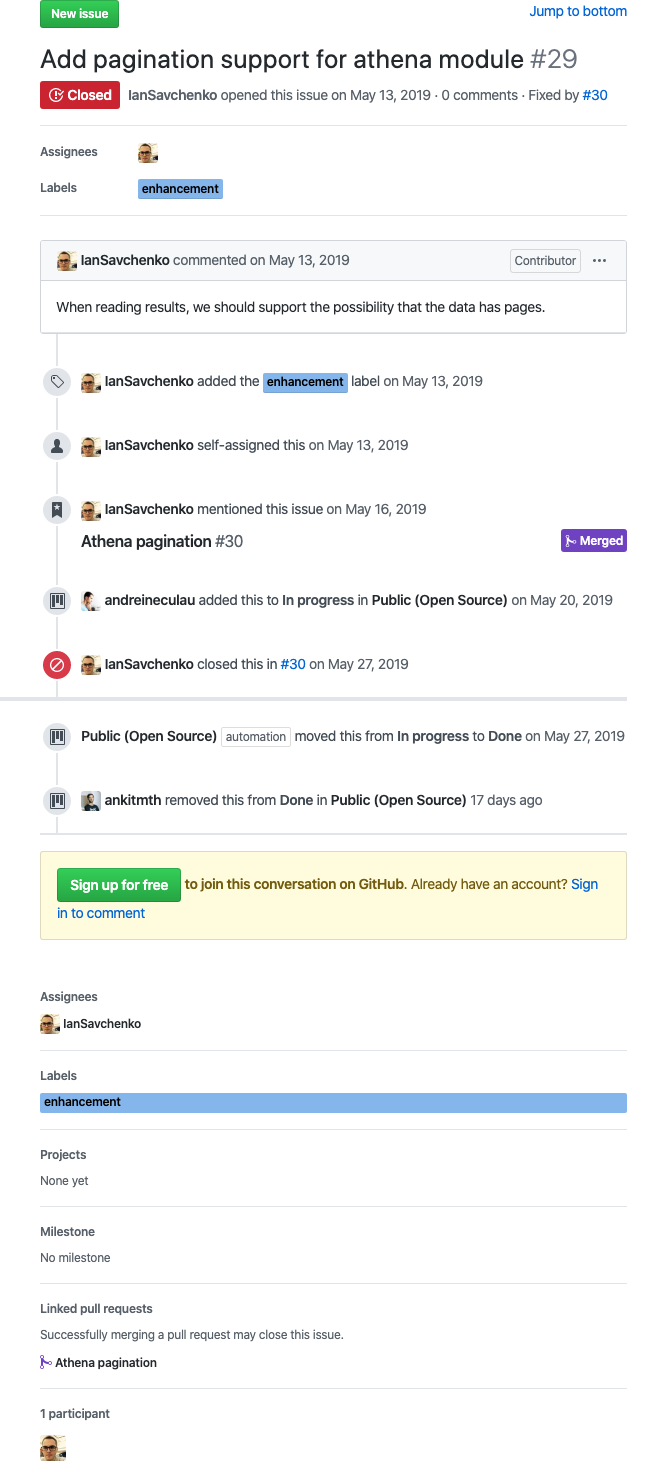 New issue
Jump to bottom
Add pagination support for athena module #29
Closed IanSavchenko opened this issue on May 13, 2019 · 0 comments · Fixed by #30
Assignees
Labels enhancement
IanSavchenko commented on May 13, 2019 Contributor ···
When reading results, we should support the possibility that the data has pages.
IanSavchenko added the enhancement label on May 13, 2019
IanSavchenko self-assigned this on May 13, 2019
IanSavchenko mentioned this issue on May 16, 2019
Athena pagination #30 Merged
andreineculau added this to In progress in Public (Open Source) on May 20, 2019
IanSavchenko closed this in #30 on May 27, 2019
Public (Open Source) automation moved this from In progress to Done on May 27, 2019
ankitmth removed this from Done in Public (Open Source) 17 days ago
Sign up for free to join this conversation on GitHub. Already have an account? Sign
in to comment
Assignees
IanSavchenko
Labels
enhancement
Projects
None yet
Milestone
No milestone
Linked pull requests
Successfully merging a pull request may close this issue.
Athena pagination
1 participant